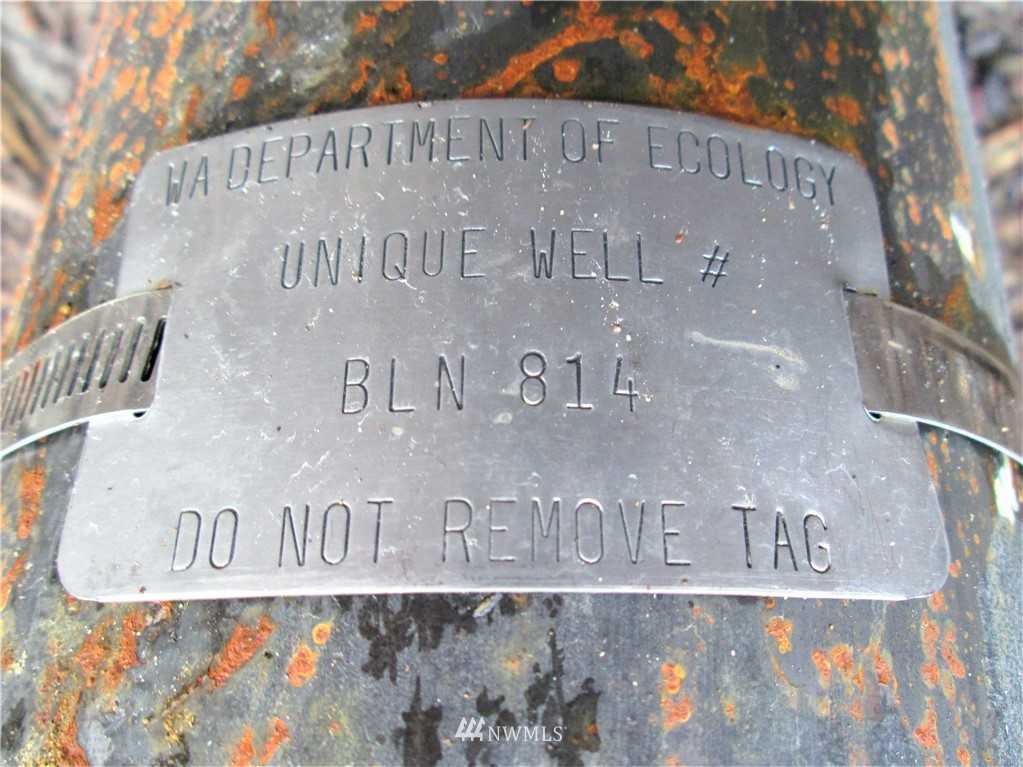 WA DEPARTMENT OF ECOLOGY
UNIQUE WELL #
BLN 814
DO NOT REMOVE TAG
NWMLS